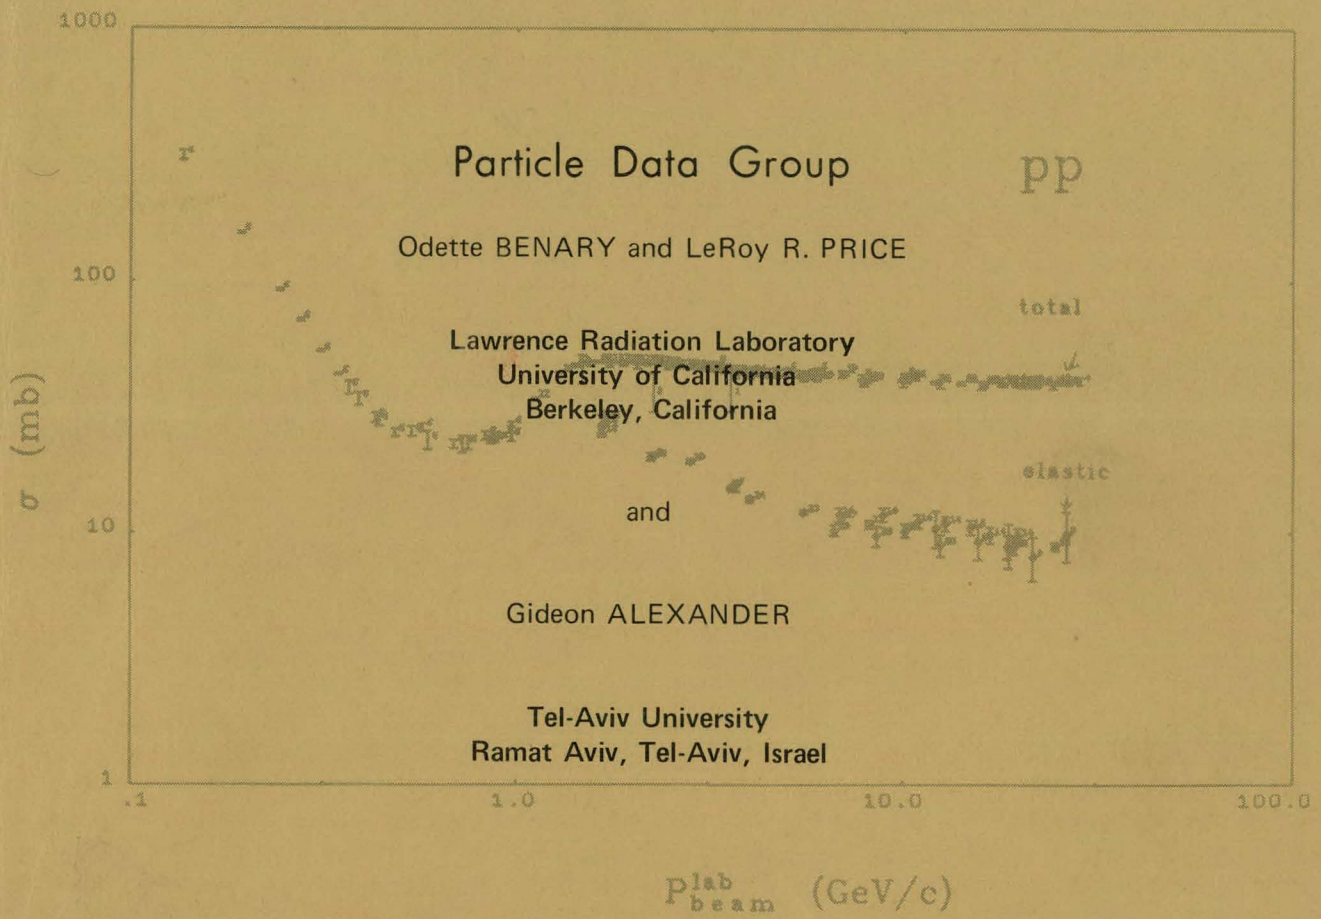 1000
Particle Data Group
pp
Odette BENARY and LeRoy R. PRICE
100
total
Lawrence Radiation Laboratory
University of California
Berkeley, California
σ (mb)
elastic
and
10
Gideon ALEXANDER
Tel-Aviv University
Ramat Aviv, Tel-Aviv, Israel
1
.1 1.0 10.0 100.0
P lab beam (GeV/c)